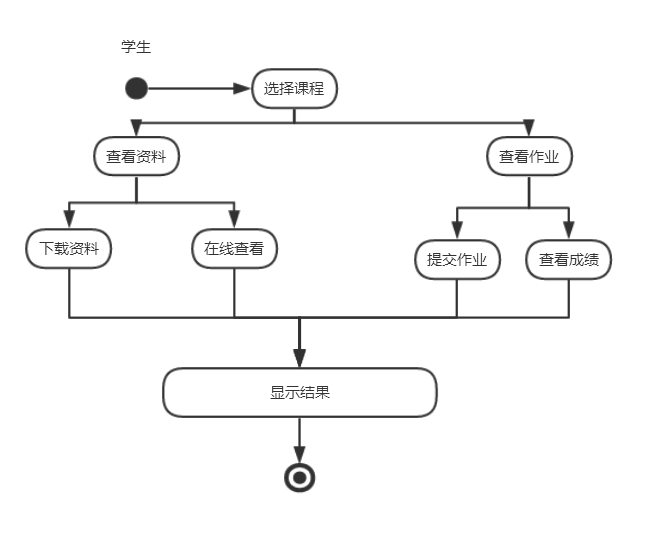 学生
选择课程
查看资料
查看作业
下载资料
在线查看
提交作业
查看成绩
显示结果